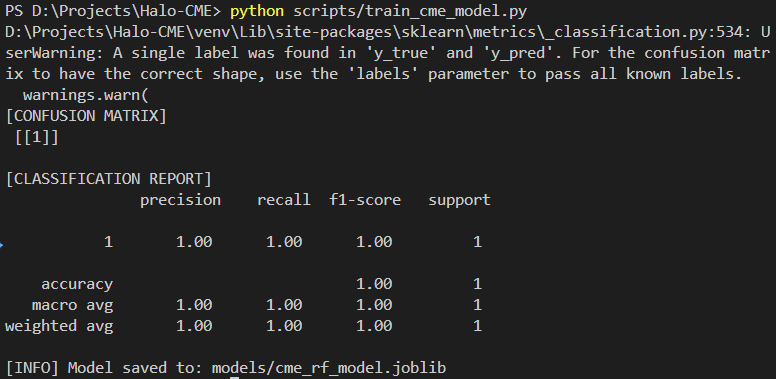 PS D:\Projects\Halo-CME> python scripts/train_cme_model.py
D:\Projects\Halo-CME\venv\Lib\site-packages\sklearn\metrics\_classification.py:534: U
serWarning: A single label was found in 'y_true' and 'y_pred'. For the confusion matr
ix to have the correct shape, use the 'labels' parameter to pass all known labels.
  warnings.warn(
[CONFUSION MATRIX]
 [[1]]

[CLASSIFICATION REPORT]
              precision    recall  f1-score   support

           1       1.00      1.00      1.00         1

    accuracy                           1.00         1
   macro avg       1.00      1.00      1.00         1
weighted avg       1.00      1.00      1.00         1

[INFO] Model saved to: models/cme_rf_model.joblib